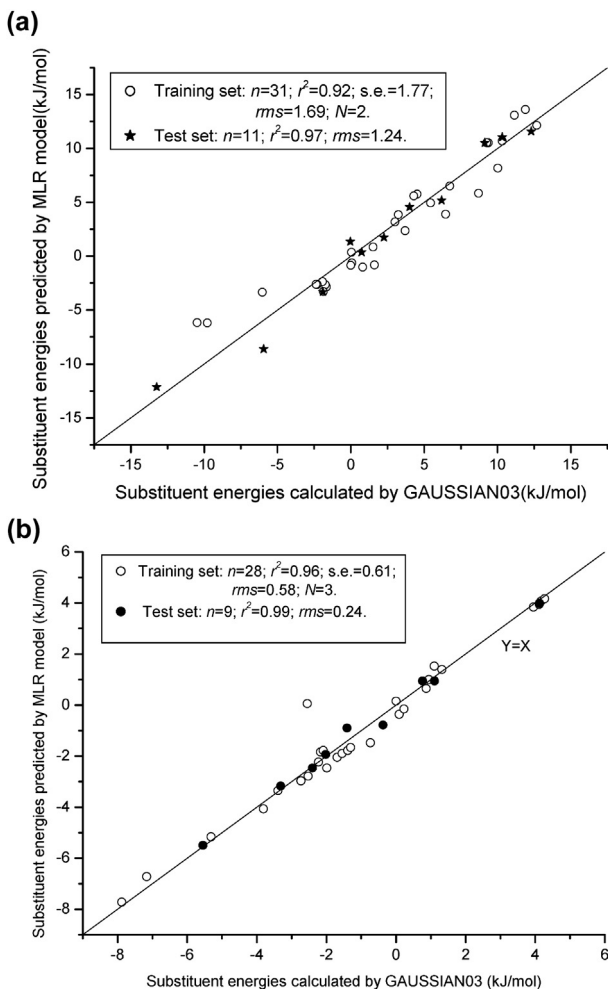 (a)
Training set: n=31; r²=0.92; s.e.=1.77;
rms=1.69; N=2.
Test set: n=11; r²=0.97; rms=1.24.
Substituent energies predicted by MLR model(kJ/mol)
15
10
5
0
-5
-10
-15
-15 -10 -5 0 5 10 15
Substituent energies calculated by GAUSSIAN03(kJ/mol)
(b)
Training set: n=28; r²=0.96; s.e.=0.61;
rms=0.58; N=3.
Test set: n=9; r²=0.99; rms=0.24.
Y=X
Substituent energies predicted by MLR model (kJ/mol)
6
4
2
0
-2
-4
-6
-8
-8 -6 -4 -2 0 2 4 6
Substituent energies calculated by GAUSSIAN03 (kJ/mol)